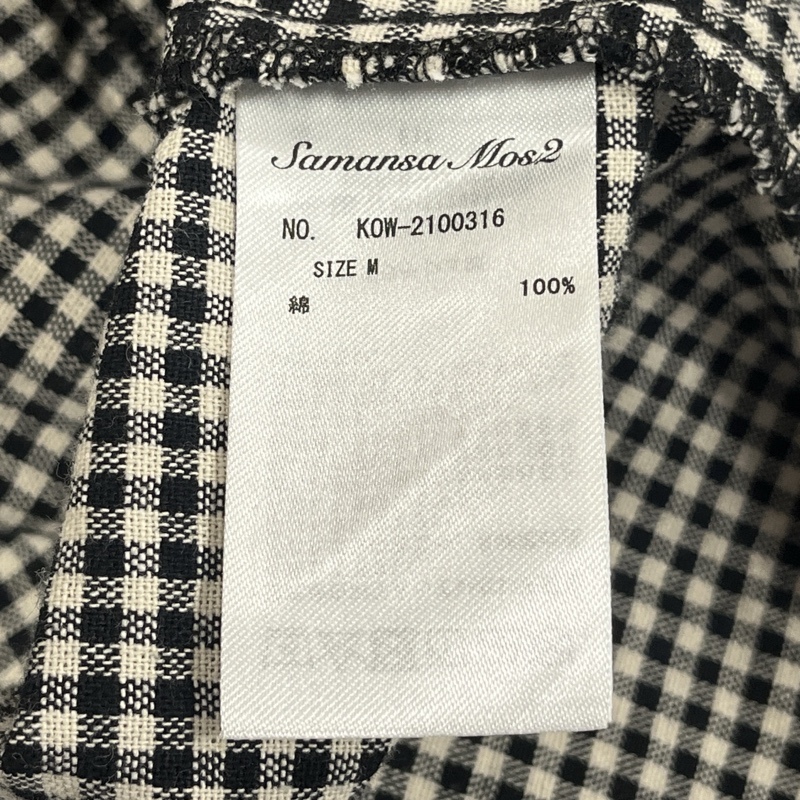 Samansa Mos2
NO. KOW-2100316
SIZE M
綿 100%